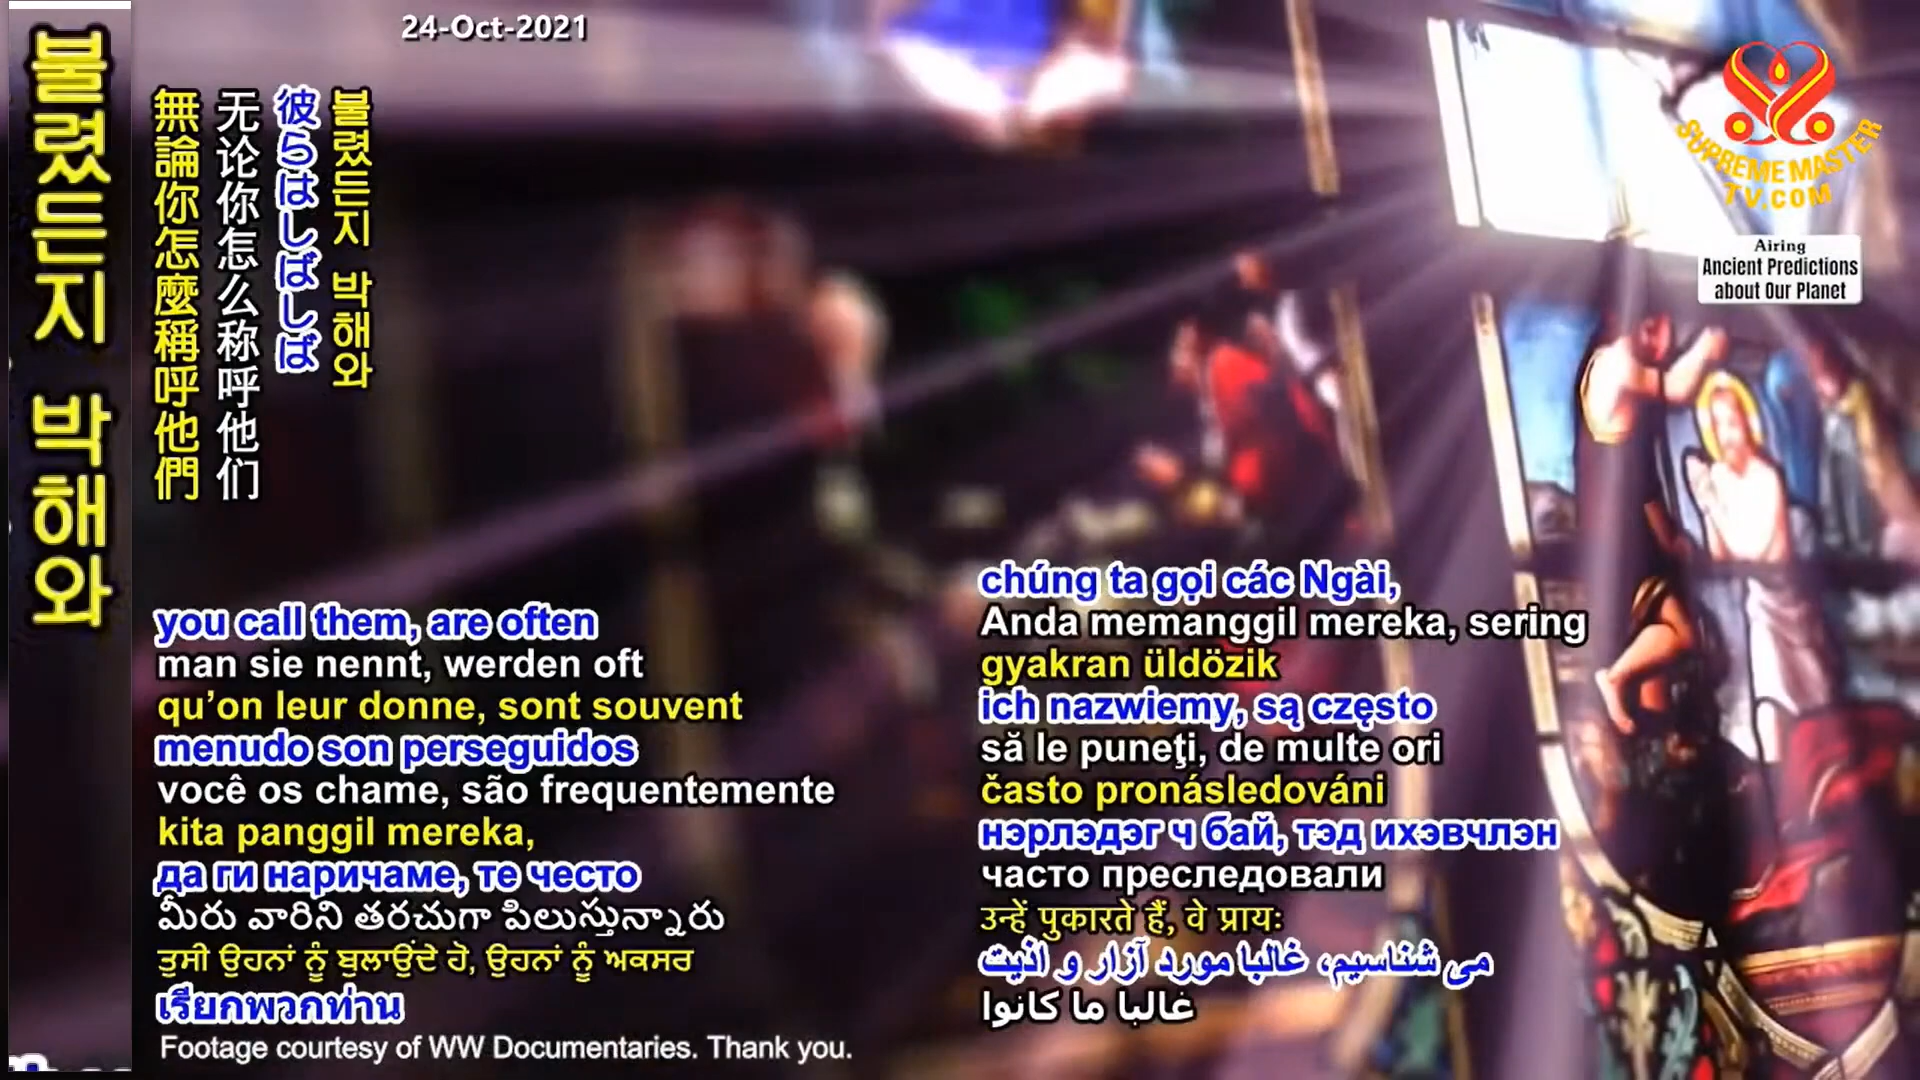 24-Oct-2021
불렸든지 박해와
無論你怎麼稱呼他們
无论你怎么称呼他们
彼らはしばしば
불렸든지 박해와
SUPREME MASTER
TV.COM
Airing
Ancient Predictions
about Our Planet
you call them, are often
man sie nennt, werden oft
qu’on leur donne, sont souvent
menudo son perseguidos
você os chame, são frequentemente
kita panggil mereka,
да ги наричаме, те често
మీరు వారిని తరచుగా పిలుస్తున్నారు
ਤੁਸੀ ਉਹਨਾਂ ਨੂੰ ਬੁਲਾਉਂਦੇ ਹੋ, ਉਹਨਾਂ ਨੂੰ ਅਕਸਰ
เรียกพวกท่าน
chúng ta gọi các Ngài,
Anda memanggil mereka, sering
gyakran üldözik
ich nazwiemy, są często
să le puneţi, de multe ori
často pronásledováni
нэрлэдэг ч бай, тэд ихэвчлэн
часто преследовали
उन्हें पुकारते हैं, वे प्रायः
می شناسیم، غالبا مورد آزار و اذیت
غالبا ما كانوا
Footage courtesy of WW Documentaries. Thank you.